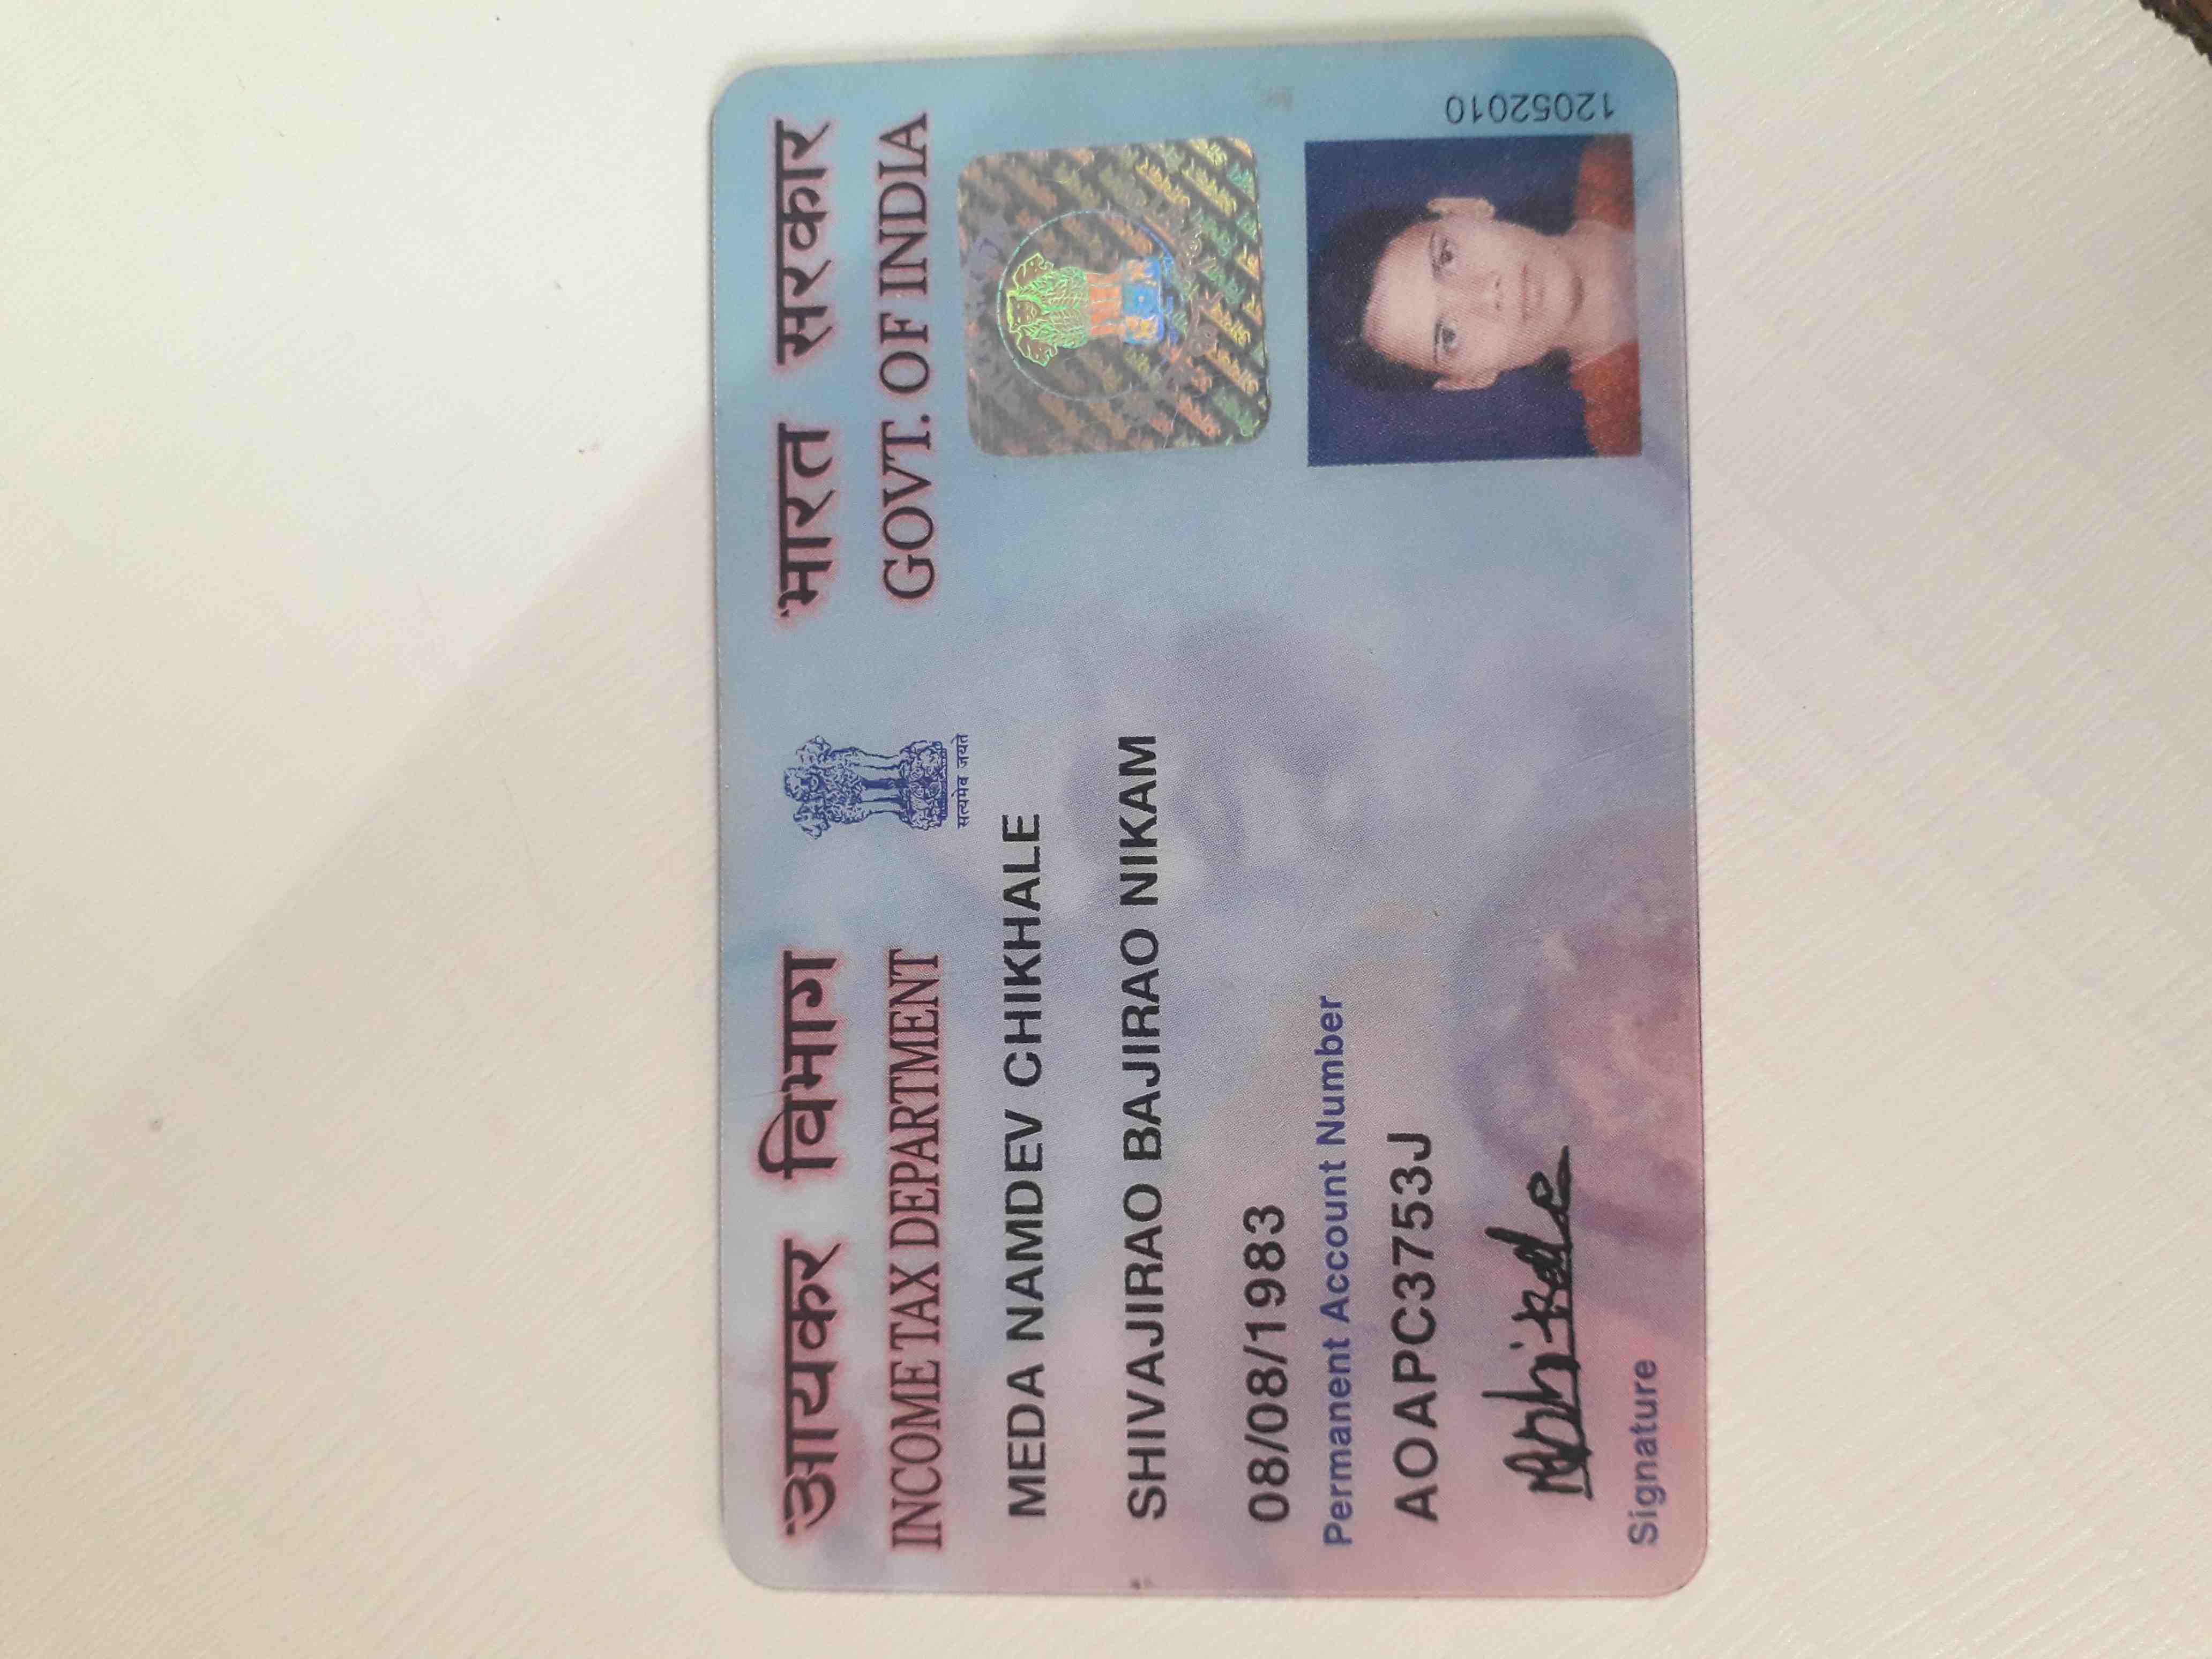 आयकर विभाग भारत सरकार
INCOME TAX DEPARTMENT GOVT. OF INDIA
सत्यमेव जयते
MEDA NAMDEV CHIKHALE
SHIVAJIRAO BAJIRAO NIKAM
08/08/1983
Permanent Account Number
AOAPC3753J
Signature
12052010